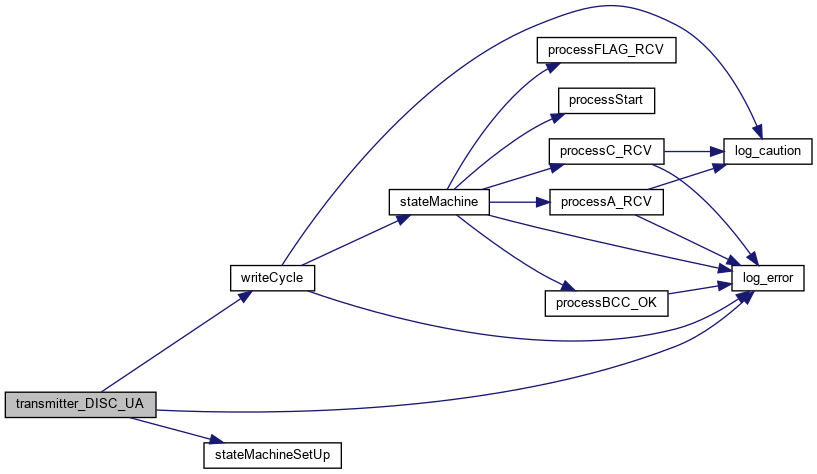 processFLAG_RCV
processStart
processC_RCV
log_caution
stateMachine
processA_RCV
writeCycle
log_error
processBCC_OK
transmitter_DISC_UA
stateMachineSetUp